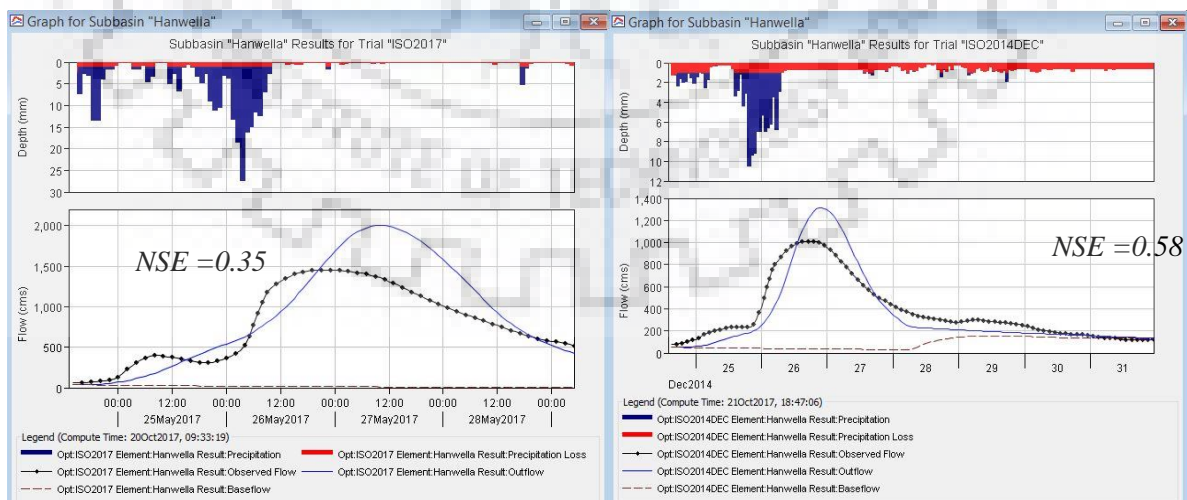 Graph for Subbasin "Hanwella"
Subbasin "Hanwella" Results for Trial "ISO2017"
Depth (mm)
0
5
10
15
20
25
30
Flow (cms)
2,000
1,500
1,000
500
0
NSE =0.35
00:00 12:00 00:00 12:00 00:00 12:00 00:00 12:00 00:00
25May2017 26May2017 27May2017 28May2017
Legend (Compute Time: 20Oct2017, 09:33:19)
Opt:ISO2017 Element:Hanwella Result:Precipitation
Opt:ISO2017 Element:Hanwella Result:Precipitation Loss
Opt:ISO2017 Element:Hanwella Result:Observed Flow
Opt:ISO2017 Element:Hanwella Result:Outflow
Opt:ISO2017 Element:Hanwella Result:Baseflow
Graph for Subbasin "Hanwella"
Subbasin "Hanwella" Results for Trial "ISO2014DEC"
Depth (mm)
0
2
4
6
8
10
12
Flow (cms)
1,400
1,200
1,000
800
600
400
200
0
NSE =0.58
25 26 27 28 29 30 31
Dec2014
Legend (Compute Time: 21Oct2017, 18:47:06)
Opt:ISO2014DEC Element:Hanwella Result:Precipitation
Opt:ISO2014DEC Element:Hanwella Result:Precipitation Loss
Opt:ISO2014DEC Element:Hanwella Result:Observed Flow
Opt:ISO2014DEC Element:Hanwella Result:Outflow
Opt:ISO2014DEC Element:Hanwella Result:Baseflow